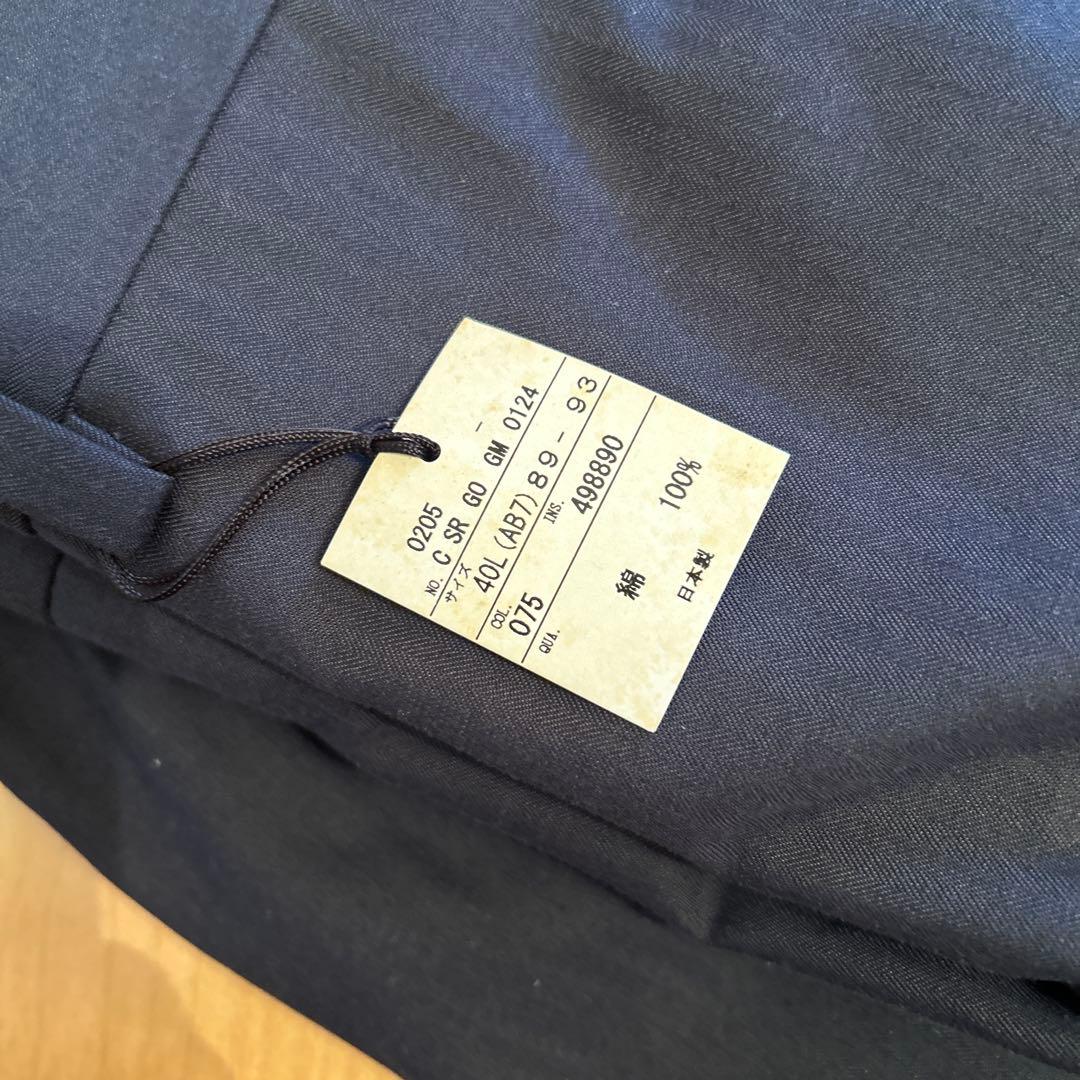 0205 -
NO. C SR GO GM 0124
サイズ
40L(AB7)89-93
COL. INS.
075 498890
QUA.
綿 100%
日本製